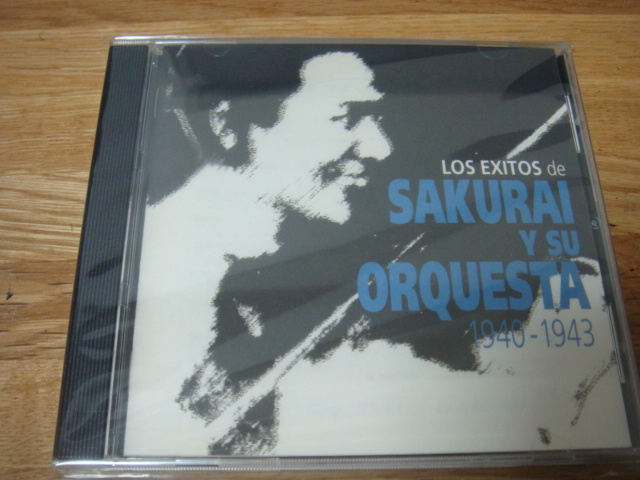 LOS EXITOS de
SAKURAI
Y SU
ORQUESTA
1940-1943